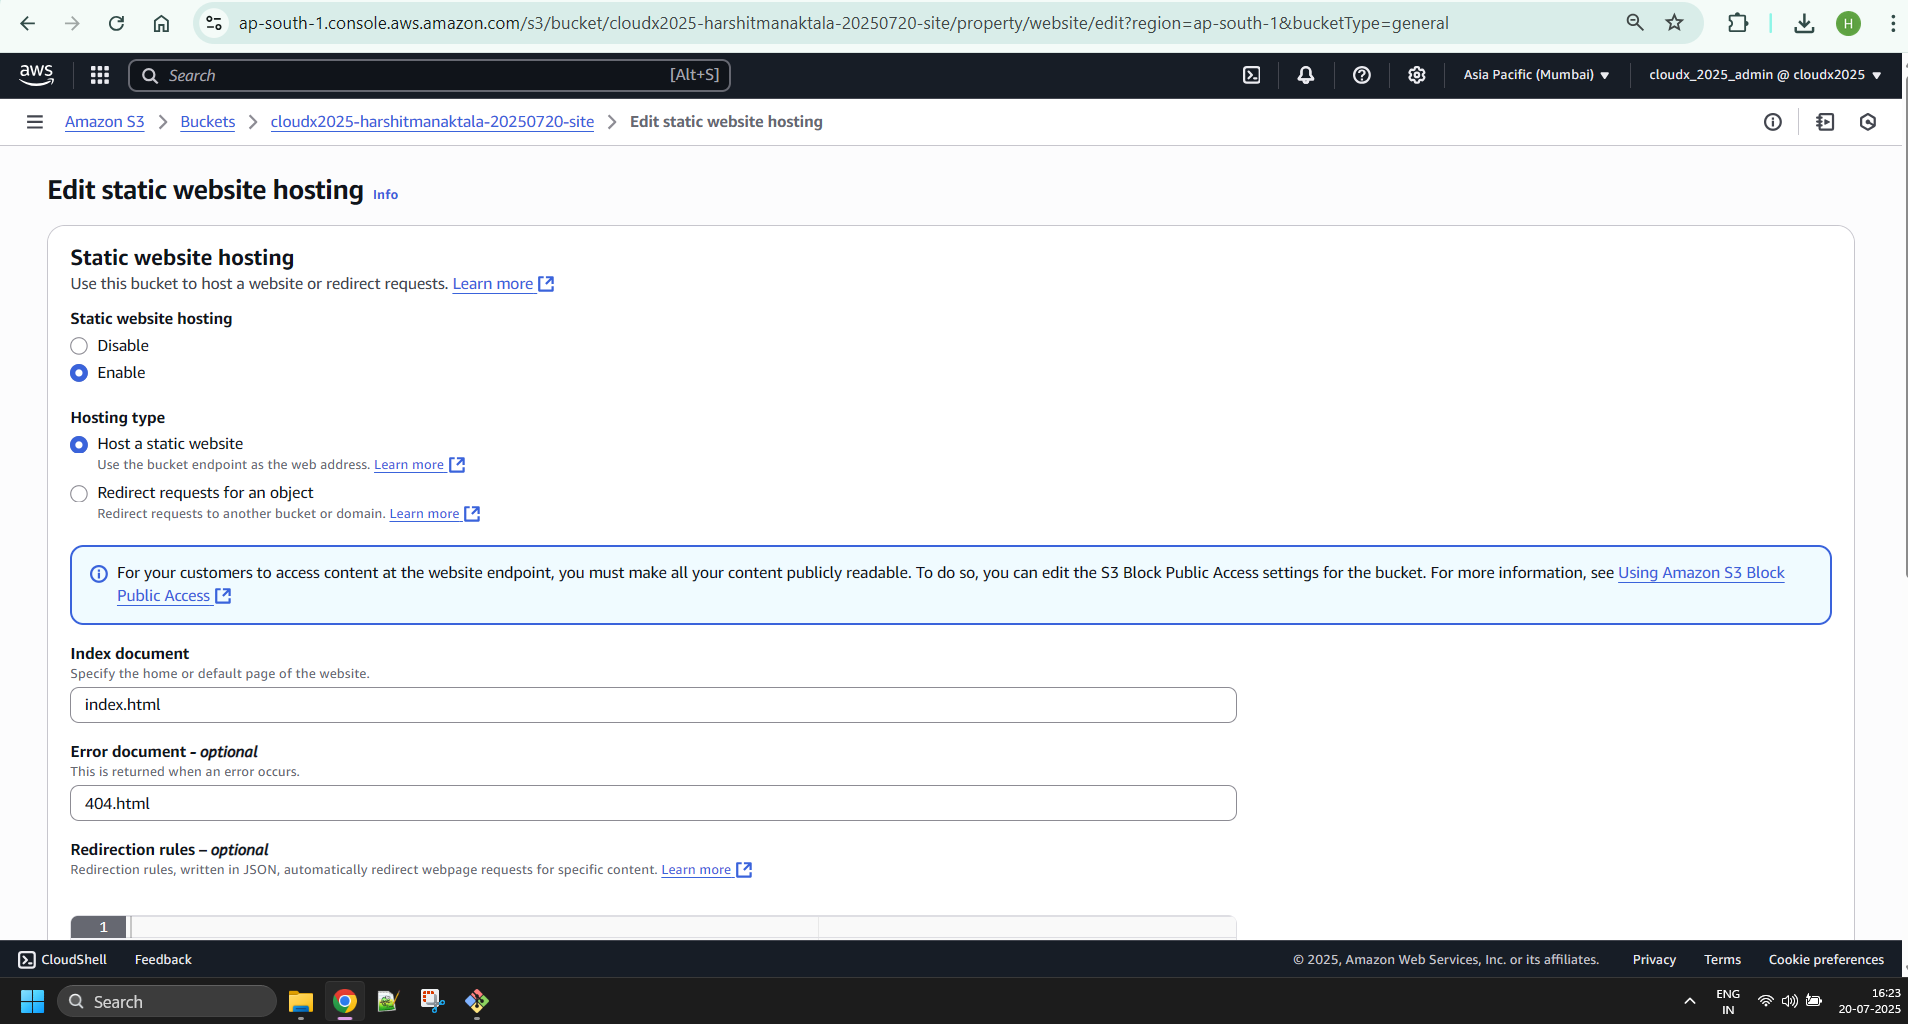 ap-south-1.console.aws.amazon.com/s3/bucket/cloudx2025-harshitmanaktala-20250720-site/property/website/edit?region=ap-south-1&bucketType=general
H
aws
Search [Alt+S]
Asia Pacific (Mumbai)
cloudx_2025_admin @ cloudx2025
Amazon S3
Buckets
cloudx2025-harshitmanaktala-20250720-site
Edit static website hosting
Edit static website hosting Info
Static website hosting
Use this bucket to host a website or redirect requests. Learn more
Static website hosting
Disable
Enable
Hosting type
Host a static website
Use the bucket endpoint as the web address. Learn more
Redirect requests for an object
Redirect requests to another bucket or domain. Learn more
For your customers to access content at the website endpoint, you must make all your content publicly readable. To do so, you can edit the S3 Block Public Access settings for the bucket. For more information, see Using Amazon S3 Block
Public Access
Index document
Specify the home or default page of the website.
index.html
Error document - optional
This is returned when an error occurs.
404.html
Redirection rules – optional
Redirection rules, written in JSON, automatically redirect webpage requests for specific content. Learn more
1
CloudShell
Feedback
© 2025, Amazon Web Services, Inc. or its affiliates.
Privacy
Terms
Cookie preferences
Search
ENG
IN
16:23
20-07-2025